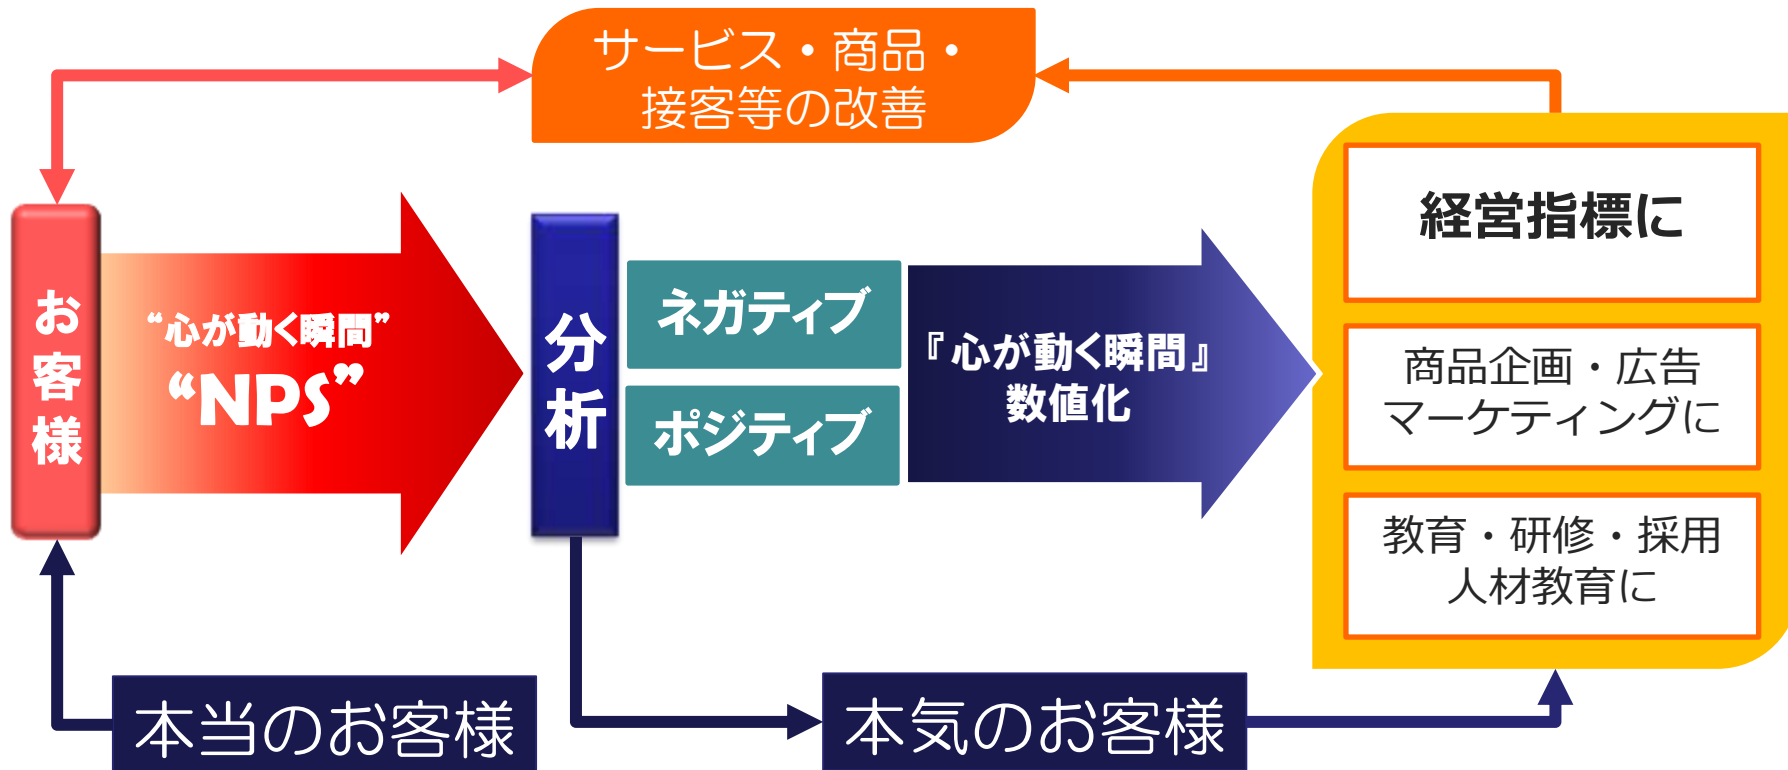 サービス・商品・
接客等の改善
お客様
“心が動く瞬間”
“NPS”
分析
ネガティブ
ポジティブ
『心が動く瞬間』
数値化
経営指標に
商品企画・広告
マーケティングに
教育・研修・採用
人材教育に
本当のお客様
本気のお客様